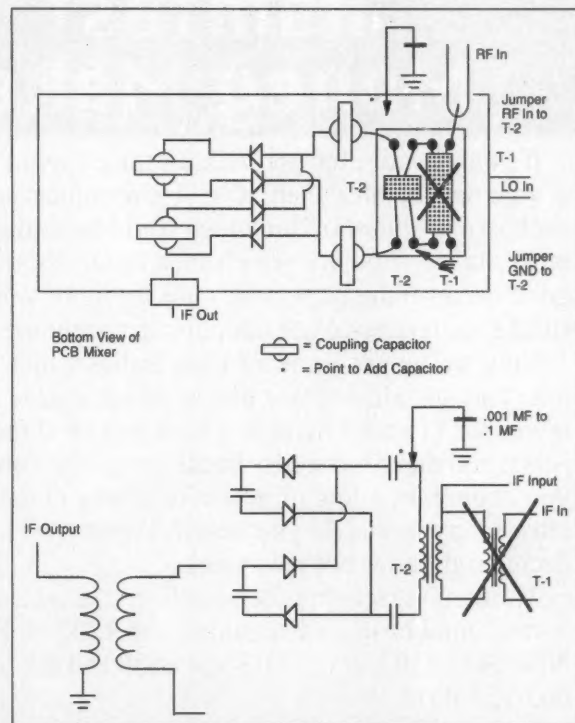 RF In
Jumper
RF In to
T-2
T-1
T-2
LO In
T-2
T-1
Jumper
GND to
T-2
IF Out
Bottom View of
PCB Mixer
= Coupling Capacitor
* = Point to Add Capacitor
.001 MF to
.1 MF
*
IF Input
IF In
T-2
T-1
IF Output